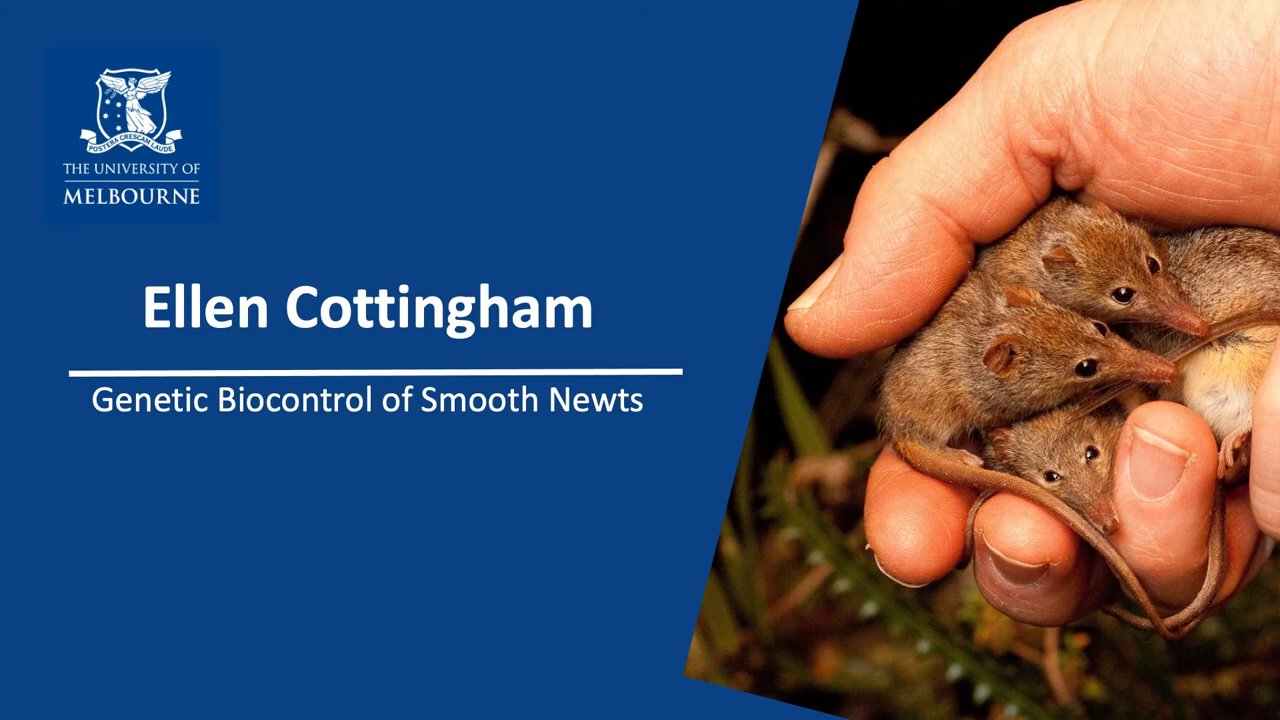 POSTERA CRESCAM LAUDE
THE UNIVERSITY OF
MELBOURNE
Ellen Cottingham
Genetic Biocontrol of Smooth Newts